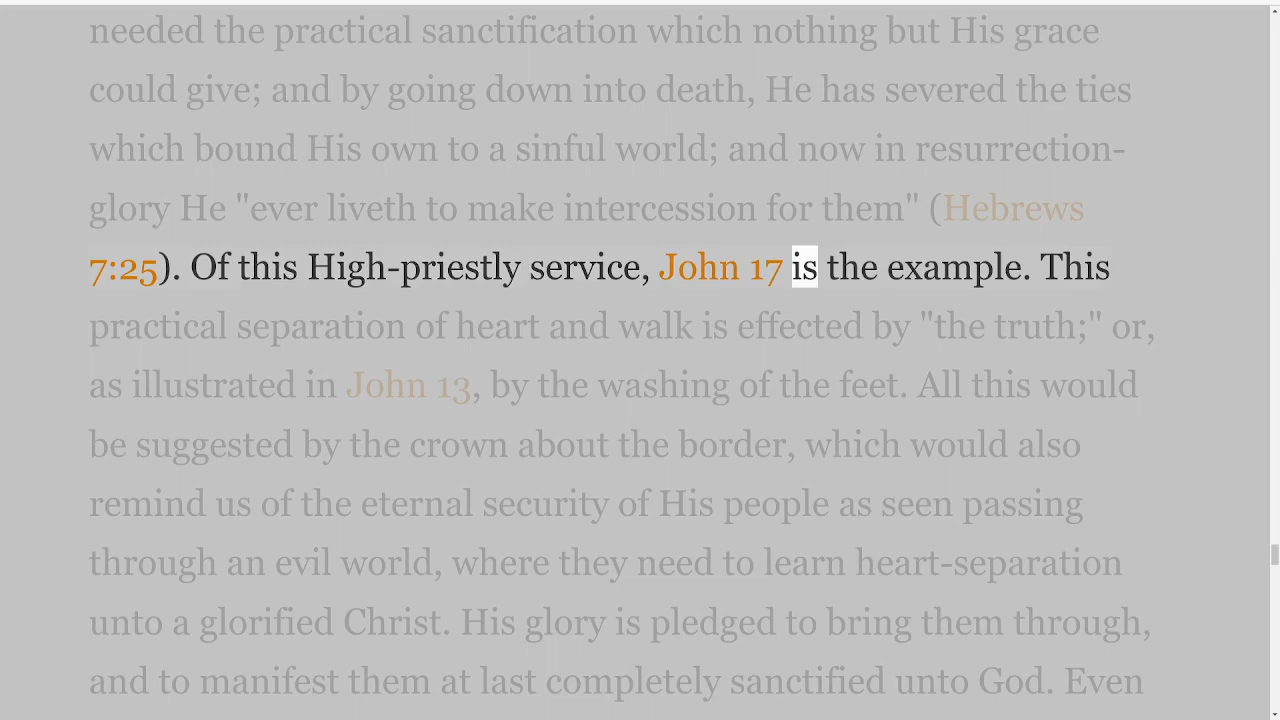 needed the practical sanctification which nothing but His grace
could give; and by going down into death, He has severed the ties
which bound His own to a sinful world; and now in resurrection-
glory He "ever liveth to make intercession for them" (Hebrews
7:25). Of this High-priestly service, John 17 is the example. This
practical separation of heart and walk is effected by "the truth;" or,
as illustrated in John 13, by the washing of the feet. All this would
be suggested by the crown about the border, which would also
remind us of the eternal security of His people as seen passing
through an evil world, where they need to learn heart-separation
unto a glorified Christ. His glory is pledged to bring them through,
and to manifest them at last completely sanctified unto God. Even